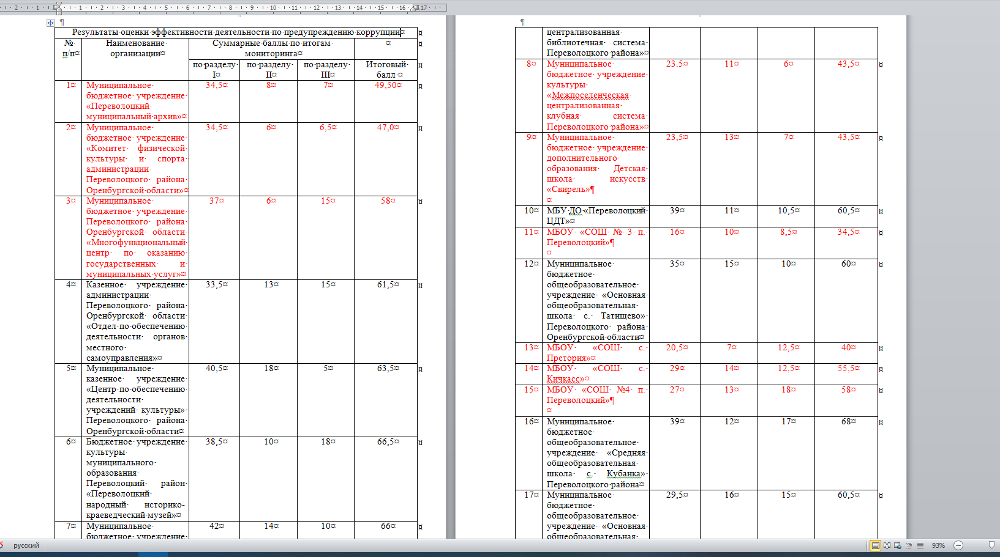 2 1 1 2 3 4 5 6 7 8 9 10 11 12 13 14 15 16 17
Результаты оценки эффективности деятельности по предупреждению коррупции
№ п/п
Наименование организации
Суммарные баллы по итогам мониторинга
по разделу I
по разделу II
по разделу III
Итоговый балл
1 Муниципальное 34,5 8 7 49,50
бюджетное учреждение
«Переволоцкий
муниципальный архив»
2 Муниципальное 34,5 6 6,5 47,0
бюджетное учреждение
«Комитет физической
культуры и спорта
администрации
Переволоцкого района
Оренбургской области»
3 Муниципальное 37 6 15 58
бюджетное учреждение
Переволоцкого района
Оренбургской области
«Многофункциональный
центр по оказанию
государственных и
муниципальных услуг»
4 Казенное учреждение 33,5 13 15 61,5
администрации
Переволоцкого района
Оренбургской области
«Отдел по обеспечению
деятельности органов
местного
самоуправления»
5 Муниципальное 40,5 18 5 63,5
казенное учреждение
«Центр по обеспечению
деятельности
учреждений культуры»
Переволоцкого района
Оренбургской области
6 Бюджетное учреждение 38,5 10 18 66,5
культуры
муниципального
образования
Переволоцкий район
«Переволоцкий
народный историко-
краеведческий музей»
7 Муниципальное 42 14 10 66
бюджетное учреждение
централизованная
библиотечная система
Переволоцкого района»
8 Муниципальное 23.5 11 6 43,5
бюджетное учреждение
культуры
«Межпоселенческая
централизованная
клубная система
Переволоцкого района»
9 Муниципальное 23,5 13 7 43,5
бюджетное учреждение
дополнительного
образования Детская
школа искусств
«Свирель»
10 МБУ ДО «Переволоцкий 39 11 10,5 60,5
ЦДТ»
11 МБОУ «СОШ № 3 п. 16 10 8,5 34,5
Переволоцкий»
12 Муниципальное 35 15 10 60
бюджетное
общеобразовательное
учреждение «Основная
общеобразовательная
школа с. Татищево»
Переволоцкого района
Оренбургской области
13 МБОУ «СОШ с. 20,5 7 12,5 40
Претория»
14 МБОУ «СОШ с. 29 14 12,5 55,5
Кичкасс»
15 МБОУ «СОШ №4 п. 27 13 18 58
Переволоцкий»
16 Муниципальное 39 12 17 68
бюджетное
общеобразовательное
учреждение «Средняя
общеобразовательная
школа с. Кубанка»
Переволоцкого района
17 Муниципальное 29,5 16 15 60,5
бюджетное
общеобразовательное
учреждение «Основная
общеобразовательная
русский
93%